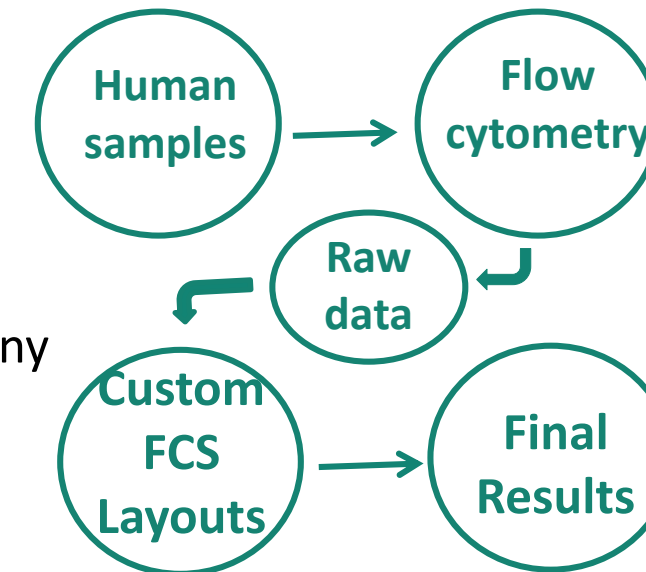 Human
samples
Flow
cytometry
Raw
data
ny
Custom
FCS
Layouts
Final
Results